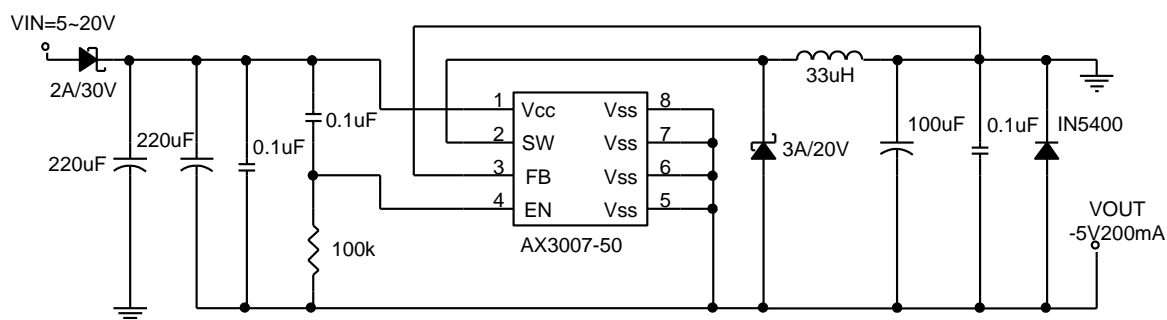 VIN=5~20V
2A/30V
33uH
1 Vcc Vss 8
0.1uF
2 SW Vss 7
220uF
0.1uF
3A/20V
100uF
0.1uF
IN5400
220uF
3 FB Vss 6
4 EN Vss 5
VOUT
-5V200mA
100k
AX3007-50